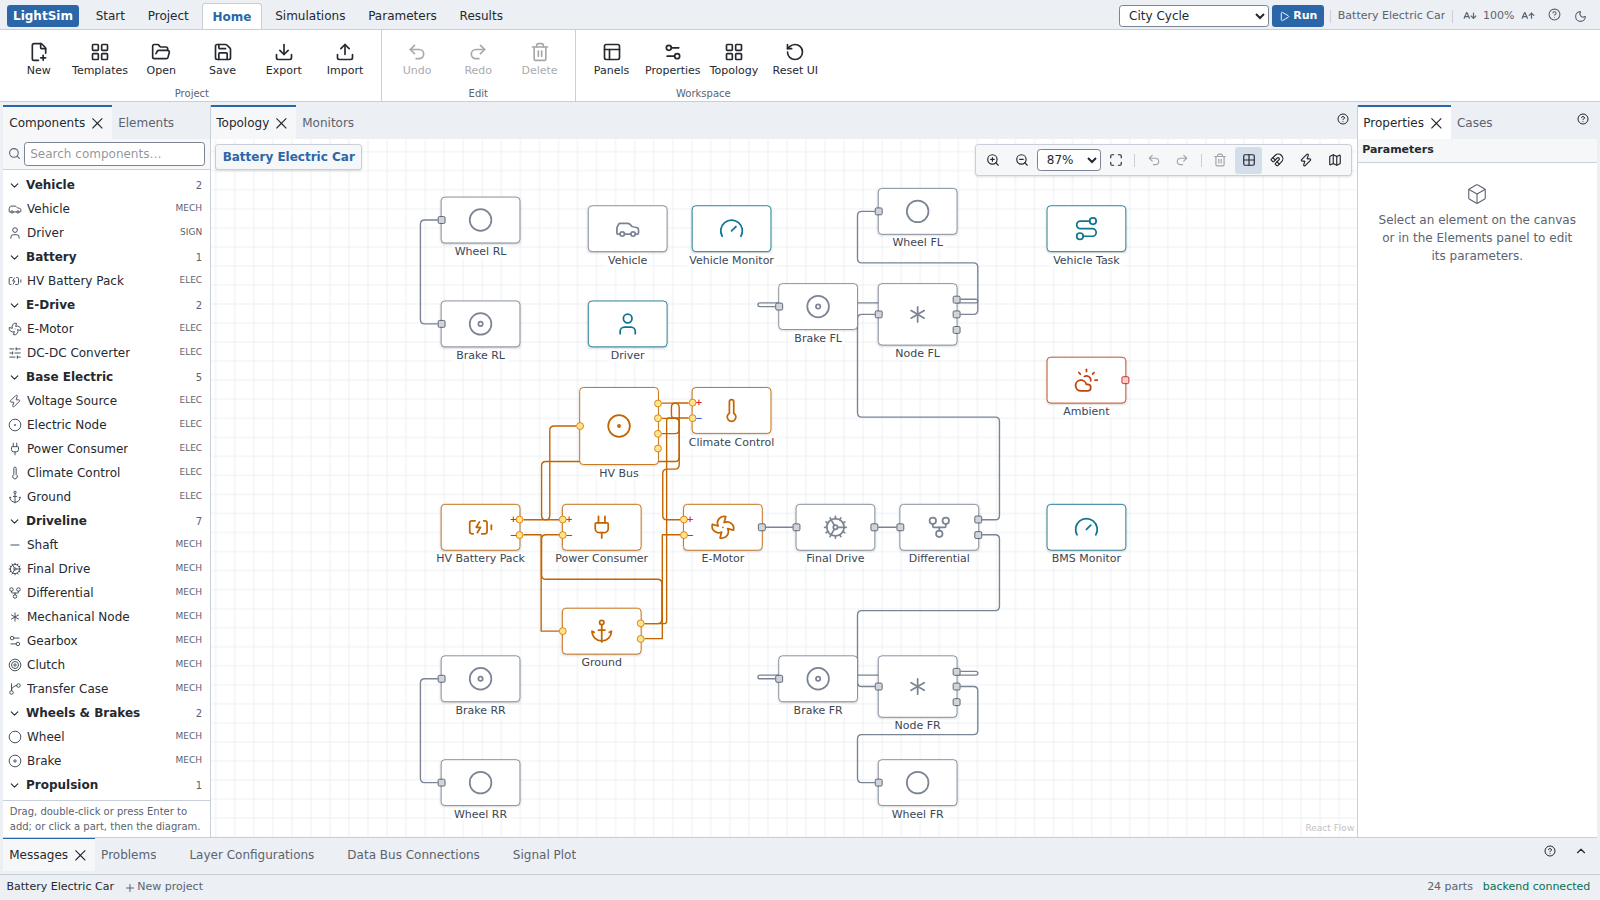 LightSim Start Project Home Simulations Parameters Results City Cycle Run Battery Electric Car 100%
New Templates Open Save Export Import Undo Redo Delete Panels Properties Topology Reset UI
Project Edit Workspace
Components Elements Topology Monitors Properties Cases
Search components...
Battery Electric Car
87%
Parameters
Vehicle 2
Vehicle MECH
Driver SIGN
Battery 1
HV Battery Pack ELEC
E-Drive 2
E-Motor ELEC
DC-DC Converter ELEC
Base Electric 5
Voltage Source ELEC
Electric Node ELEC
Power Consumer ELEC
Climate Control ELEC
Ground ELEC
Driveline 7
Shaft MECH
Final Drive MECH
Differential MECH
Mechanical Node MECH
Gearbox MECH
Clutch MECH
Transfer Case MECH
Wheels & Brakes 2
Wheel MECH
Brake MECH
Propulsion 1
Drag, double-click or press Enter to
add; or click a part, then the diagram.
Wheel RL
Vehicle
Vehicle Monitor
Wheel FL
Vehicle Task
Brake RL
Driver
Brake FL
Node FL
Ambient
HV Bus
Climate Control
HV Battery Pack
Power Consumer
E-Motor
Final Drive
Differential
BMS Monitor
Ground
Brake RR
Brake FR
Node FR
Wheel RR
Wheel FR
React Flow
Select an element on the canvas
or in the Elements panel to edit
its parameters.
Messages Problems Layer Configurations Data Bus Connections Signal Plot
Battery Electric Car New project 24 parts backend connected